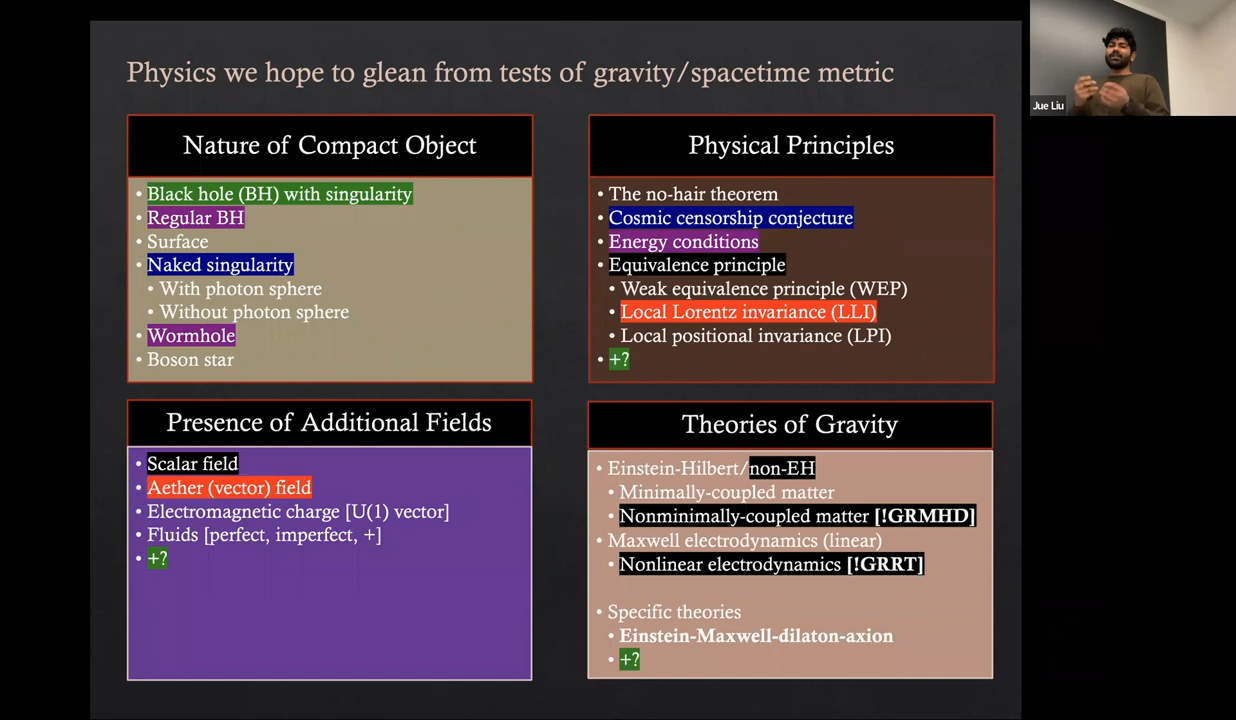 Physics we hope to glean from tests of gravity/spacetime metric
Jue Liu
Nature of Compact Object
• Black hole (BH) with singularity
• Regular BH
• Surface
• Naked singularity
• With photon sphere
• Without photon sphere
• Wormhole
• Boson star
Physical Principles
• The no-hair theorem
• Cosmic censorship conjecture
• Energy conditions
• Equivalence principle
• Weak equivalence principle (WEP)
• Local Lorentz invariance (LLI)
• Local positional invariance (LPI)
• +?
Presence of Additional Fields
• Scalar field
• Aether (vector) field
• Electromagnetic charge [U(1) vector]
• Fluids [perfect, imperfect, +]
• +?
Theories of Gravity
• Einstein-Hilbert/non-EH
• Minimally-coupled matter
• Nonminimally-coupled matter [!GRMHD]
• Maxwell electrodynamics (linear)
• Nonlinear electrodynamics [!GRRT]
• Specific theories
• Einstein-Maxwell-dilaton-axion
• +?